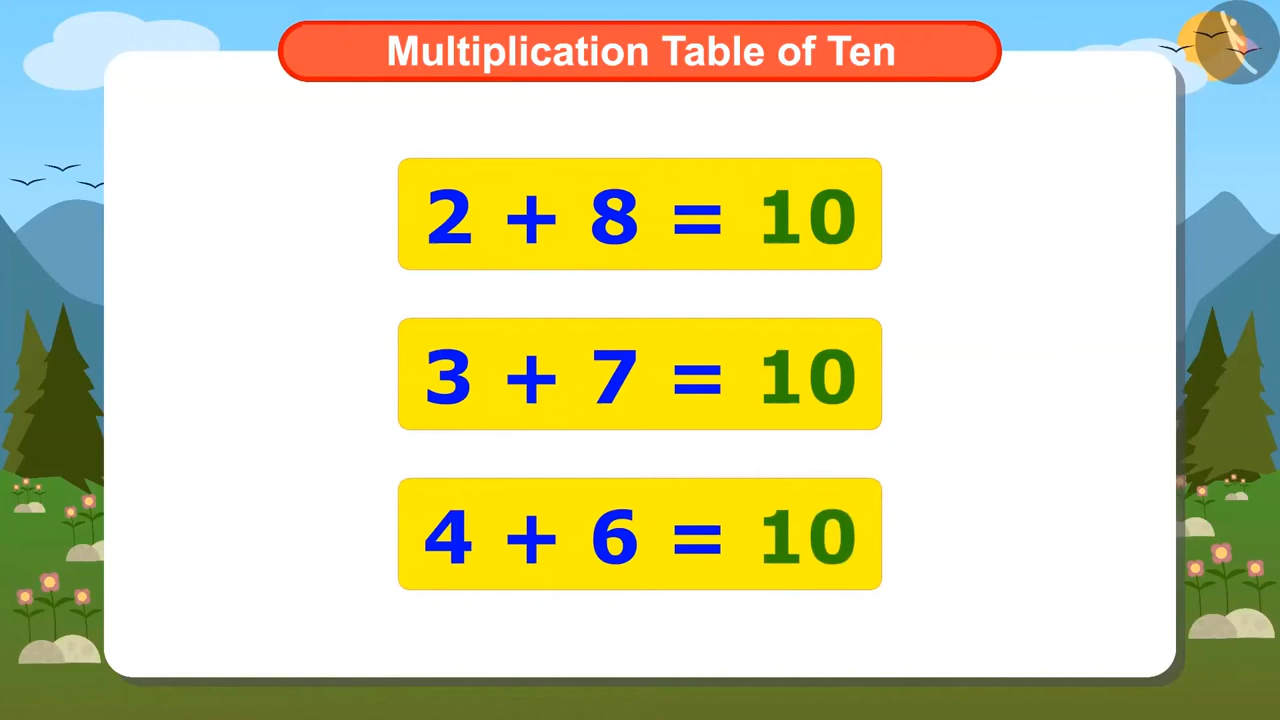 Multiplication Table of Ten
2 + 8 = 10
3 + 7 = 10
4 + 6 = 10